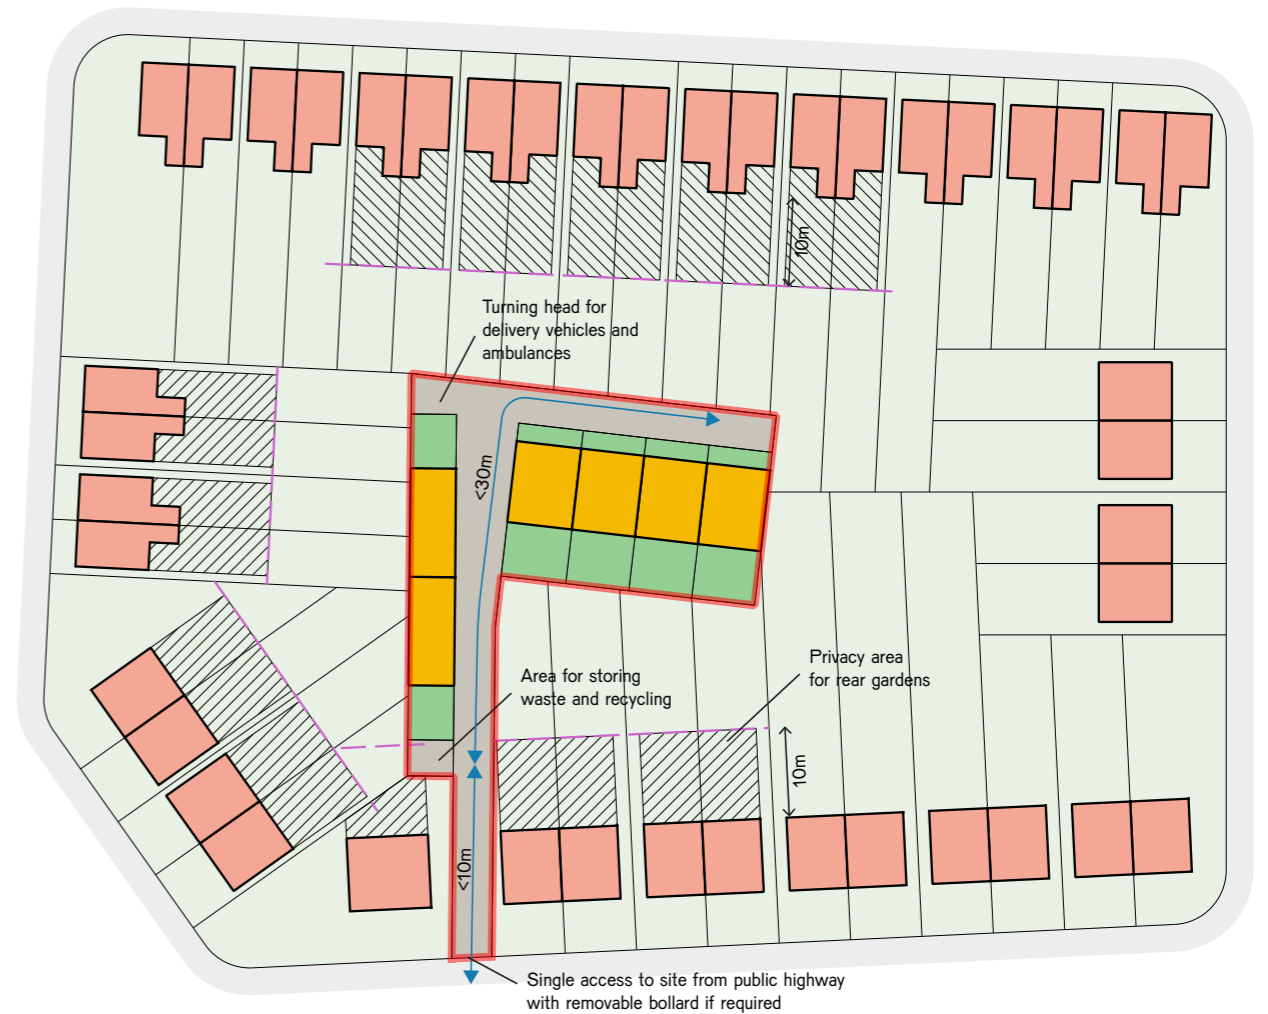 10m
Turning head for
delivery vehicles and
ambulances
<30m
Area for storing
waste and recycling
Privacy area
for rear gardens
10m
<10m
Single access to site from public highway
with removable bollard if required